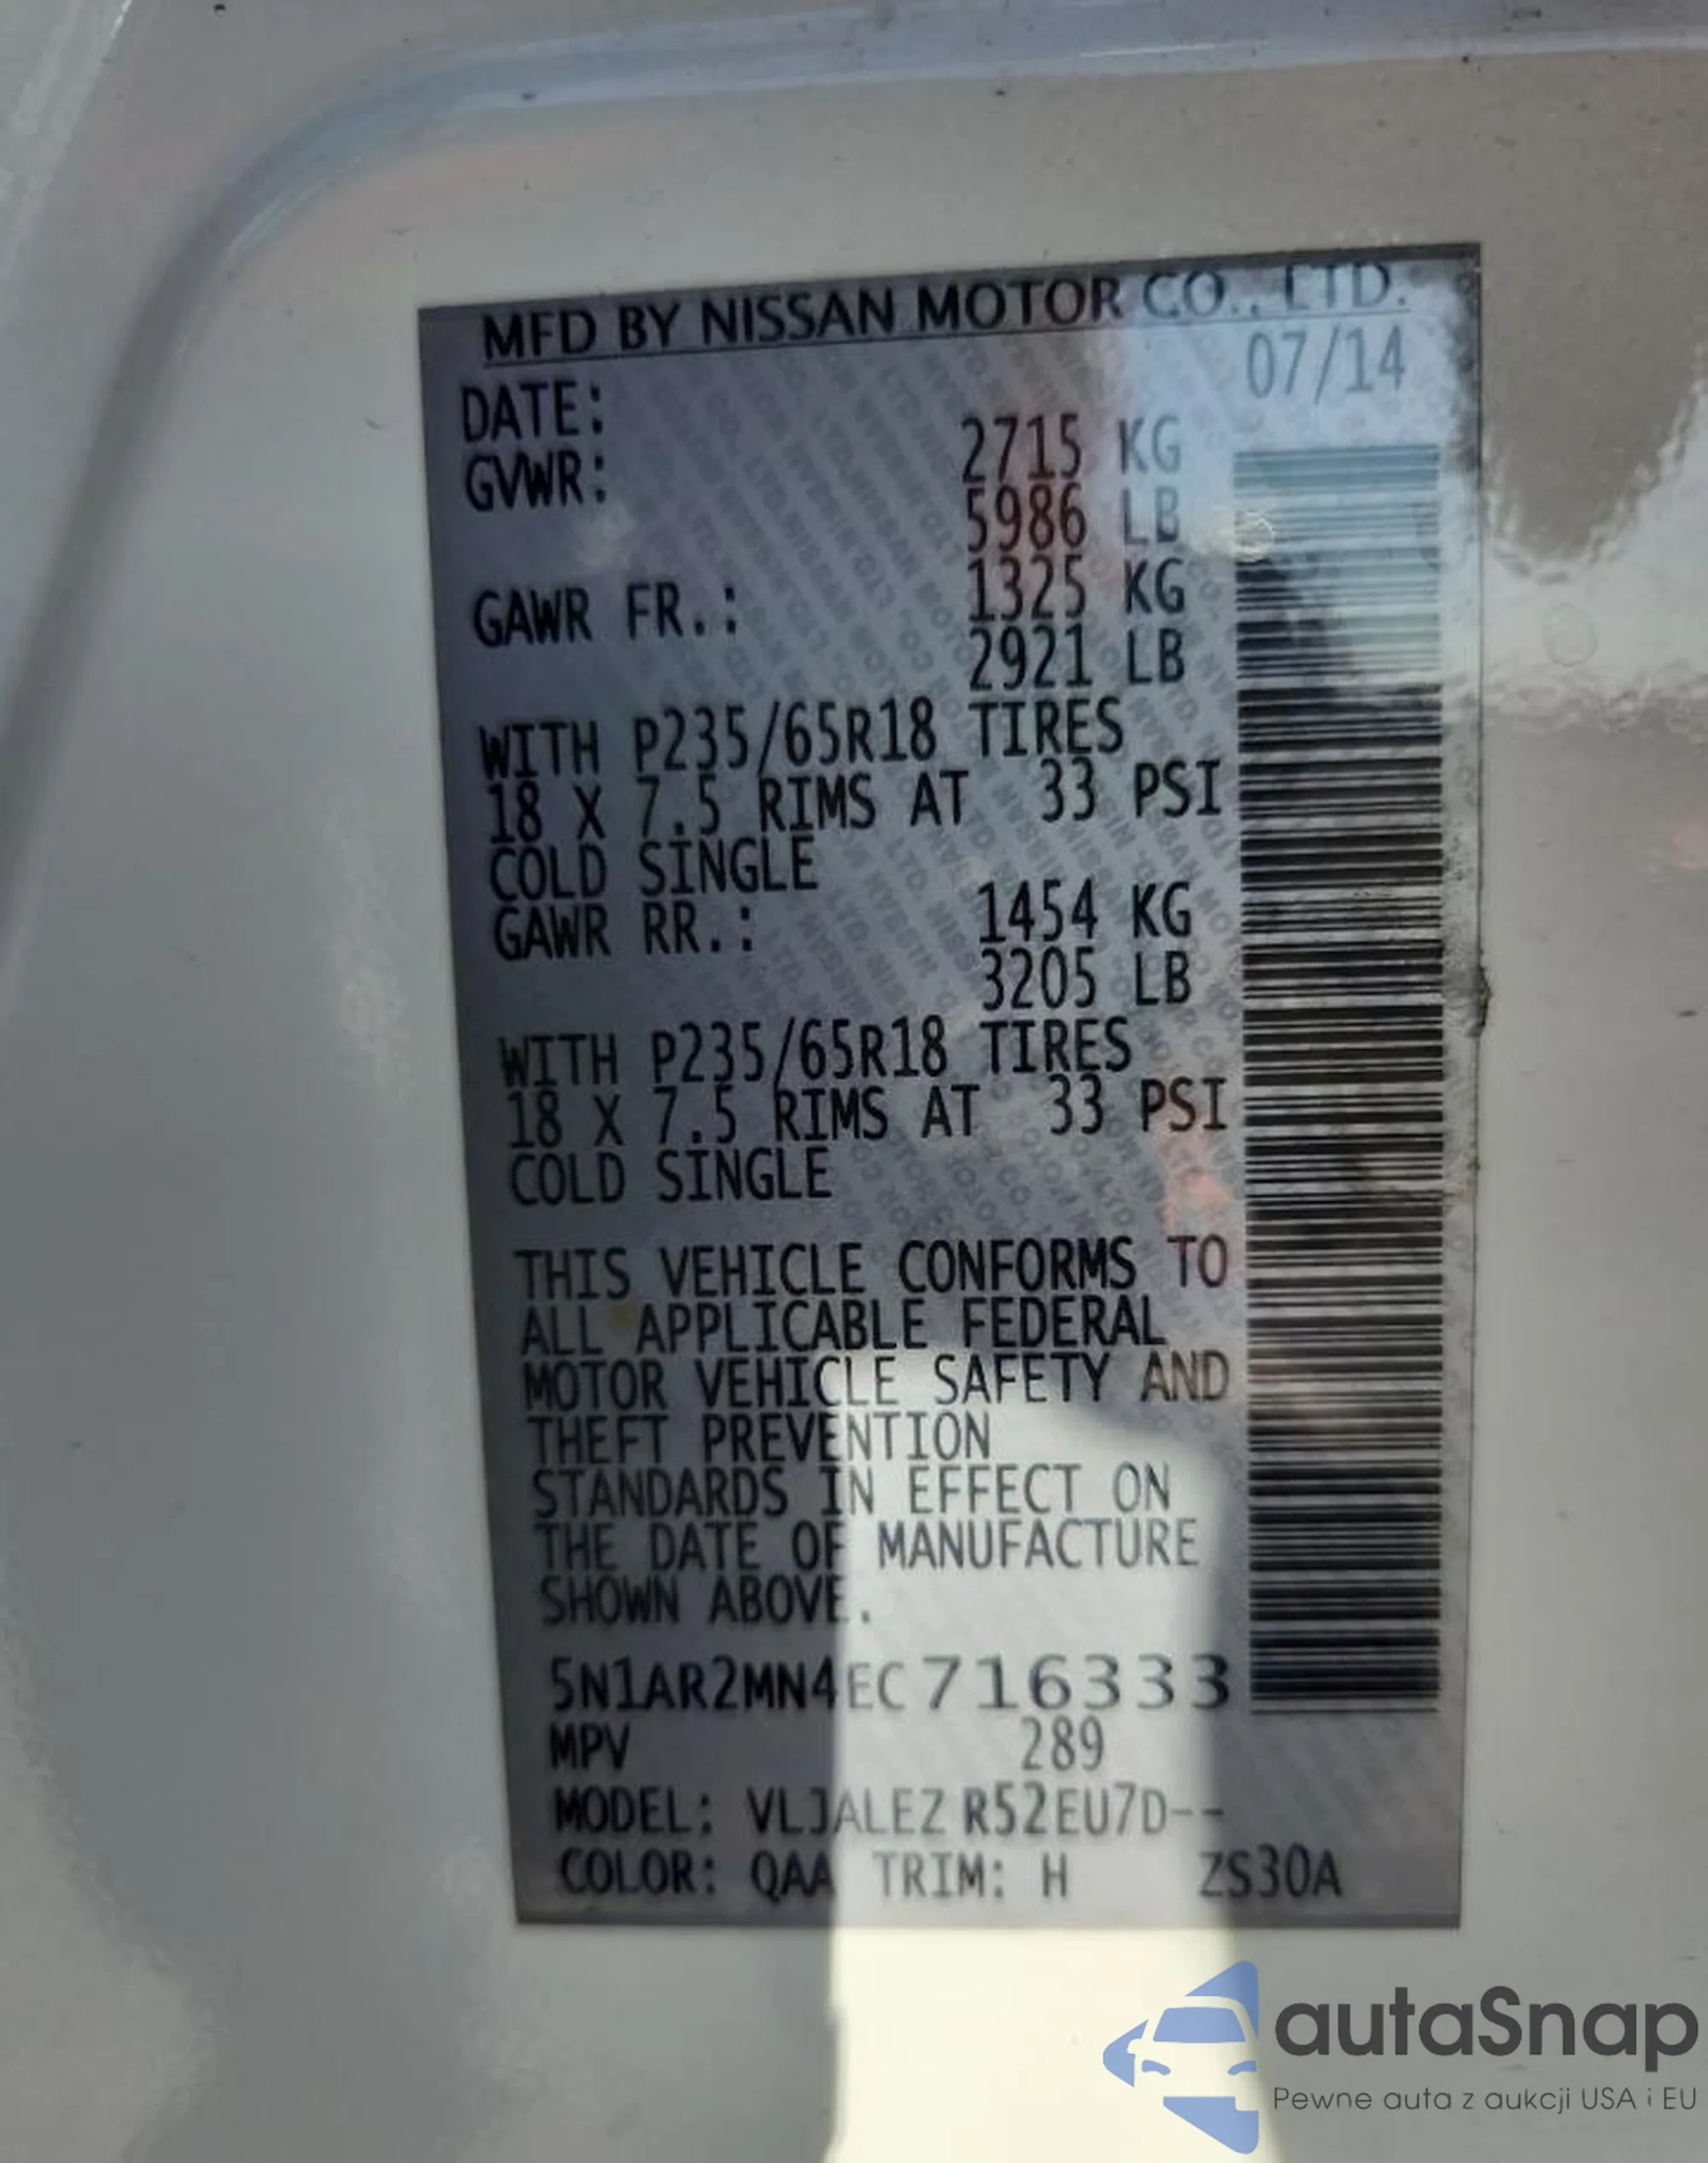 MFD BY NISSAN MOTOR CO., LTD.
DATE: 07/14
GVWR: 2715 KG
5986 LB
GAWR FR.: 1325 KG
2921 LB
WITH P235/65R18 TIRES
18 X 7.5 RIMS AT 33 PSI
COLD SINGLE
GAWR RR.: 1454 KG
3205 LB
WITH P235/65R18 TIRES
18 X 7.5 RIMS AT 33 PSI
COLD SINGLE
THIS VEHICLE CONFORMS TO
ALL APPLICABLE FEDERAL
MOTOR VEHICLE SAFETY AND
THEFT PREVENTION
STANDARDS IN EFFECT ON
THE DATE OF MANUFACTURE
SHOWN ABOVE.
5N1AR2MN4EC716333
MPV 289
MODEL: VLJALEZ R52EU7D--
COLOR: QAA TRIM: H ZS30A
autaSnap
Pewne auta z aukcji USA i EU